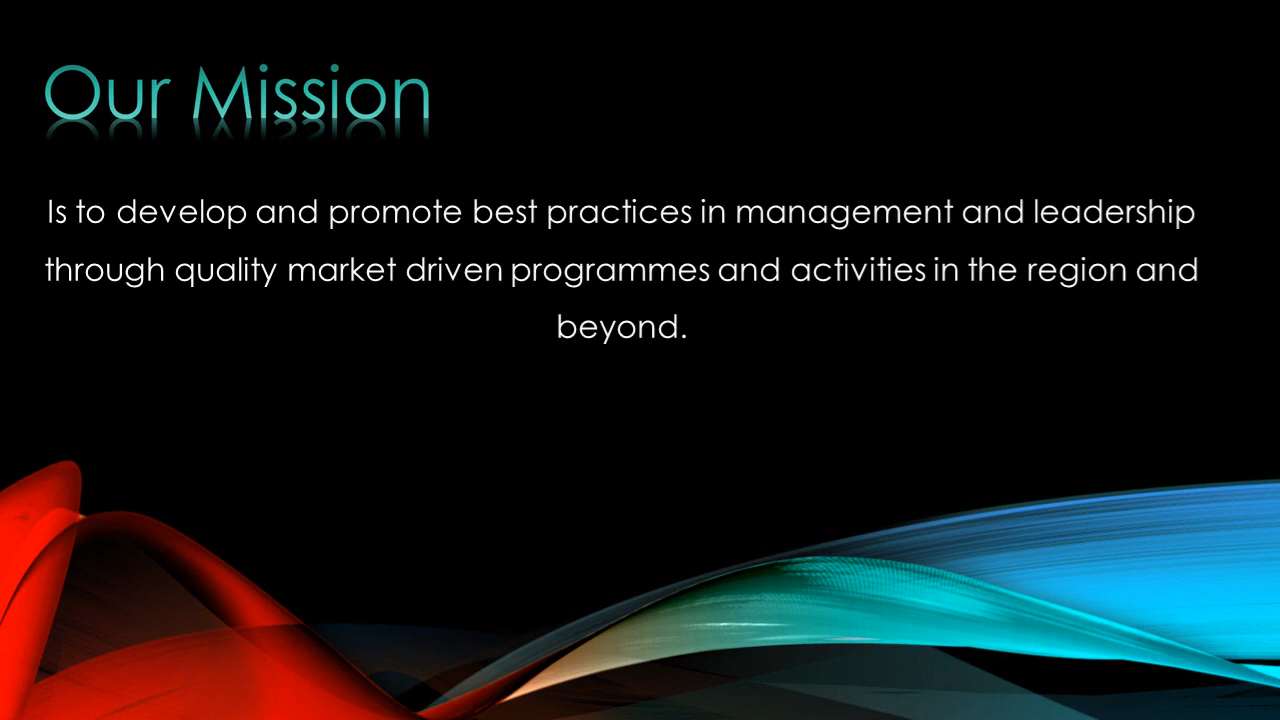 Our Mission
Is to develop and promote best practices in management and leadership
through quality market driven programmes and activities in the region and
beyond.